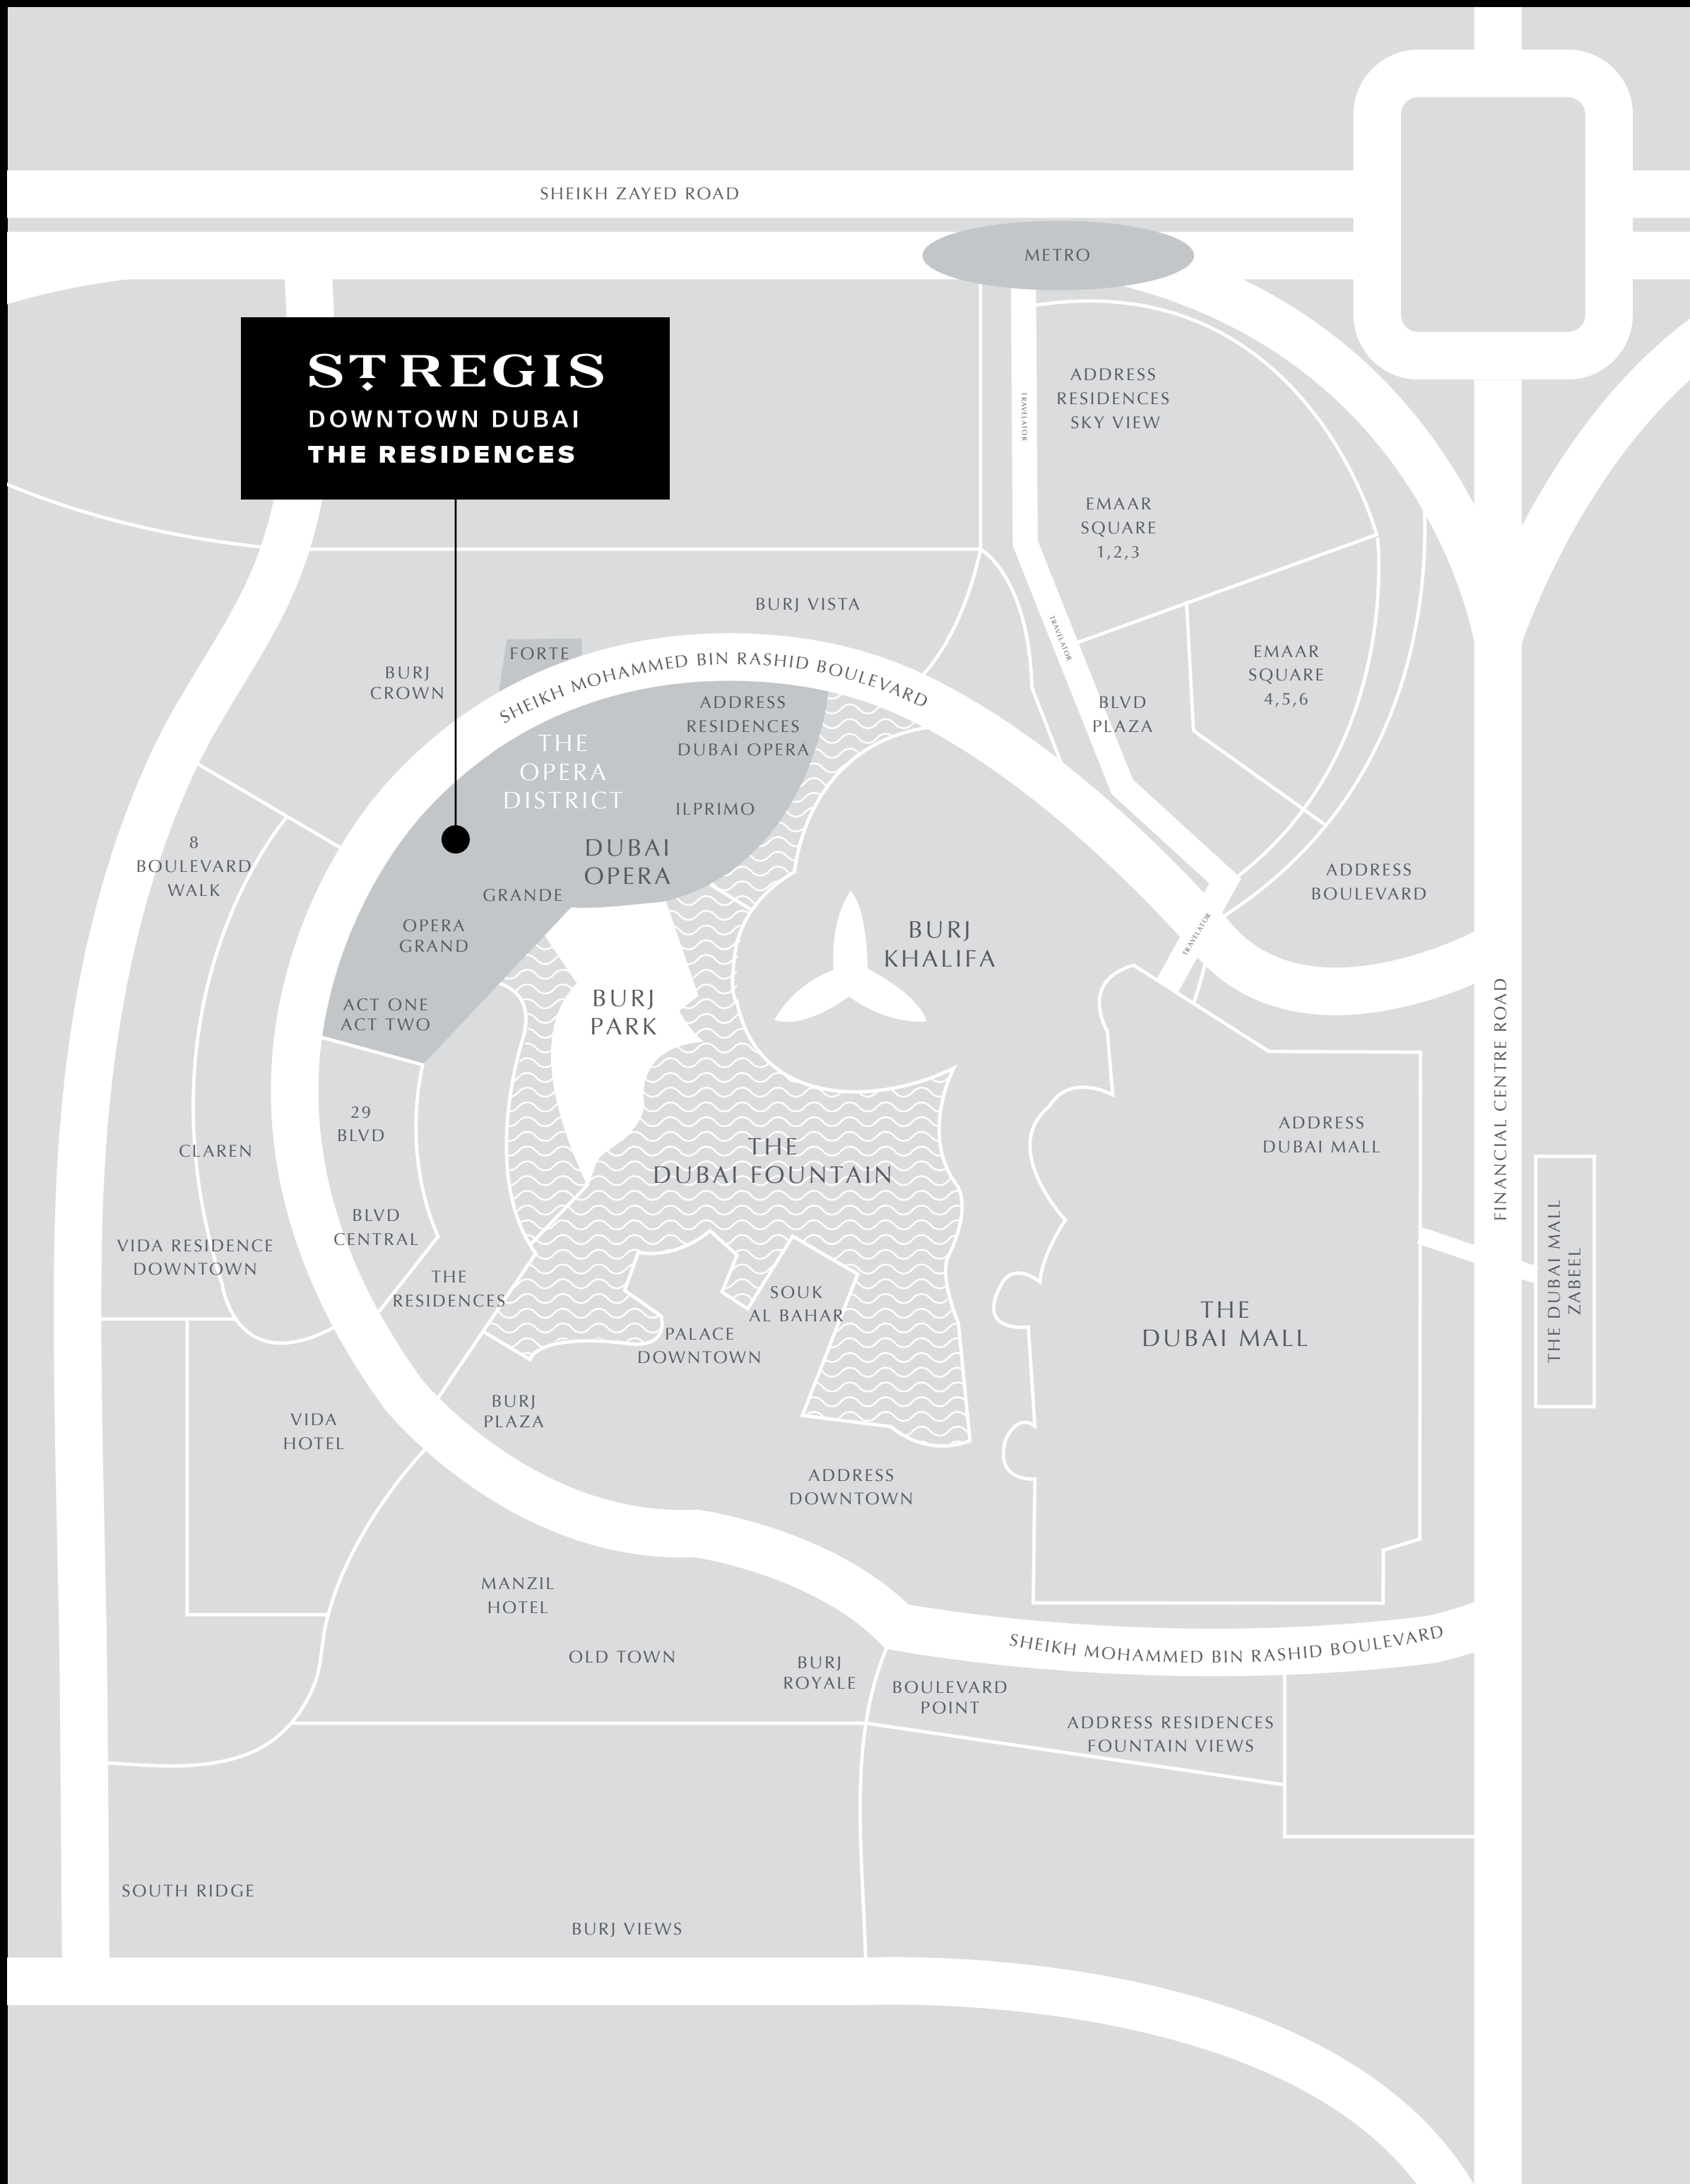 SHEIKH ZAYED ROAD
METRO
ST REGIS
DOWNTOWN DUBAI
THE RESIDENCES
TRAVELATOR
ADDRESS
RESIDENCES
SKY VIEW
EMAAR
SQUARE
1,2,3
BURJ VISTA
TRAVELATOR
FORTE
BURJ
CROWN
SHEIKH MOHAMMED BIN RASHID BOULEVARD
EMAAR
SQUARE
4,5,6
BLVD
PLAZA
ADDRESS
RESIDENCES
DUBAI OPERA
THE
OPERA
DISTRICT
ILPRIMO
DUBAI
OPERA
8
BOULEVARD
WALK
GRANDE
OPERA
GRAND
ADDRESS
BOULEVARD
TRAVELATOR
BURJ
KHALIFA
BURJ
PARK
ACT ONE
ACT TWO
FINANCIAL CENTRE ROAD
29
BLVD
CLAREN
THE
DUBAI FOUNTAIN
ADDRESS
DUBAI MALL
BLVD
CENTRAL
VIDA RESIDENCE
DOWNTOWN
THE
RESIDENCES
SOUK
AL BAHAR
PALACE
DOWNTOWN
THE
DUBAI MALL
THE DUBAI MALL
ZABEEL
BURJ
PLAZA
VIDA
HOTEL
ADDRESS
DOWNTOWN
MANZIL
HOTEL
OLD TOWN
BURJ
ROYALE
SHEIKH MOHAMMED BIN RASHID BOULEVARD
BOULEVARD
POINT
ADDRESS RESIDENCES
FOUNTAIN VIEWS
SOUTH RIDGE
BURJ VIEWS